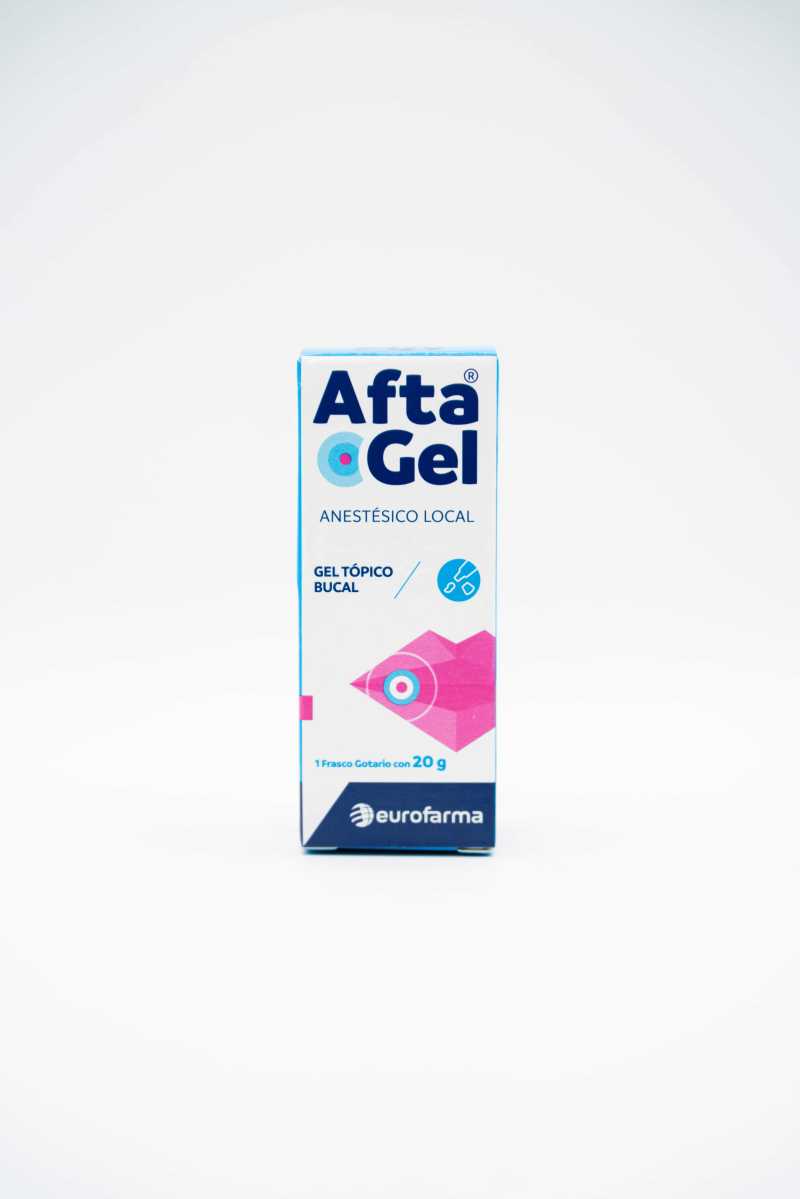 Afta®
Gel
ANESTÉSICO LOCAL
GEL TÓPICO
BUCAL
1 Frasco Gotario con 20 g
eurofarma